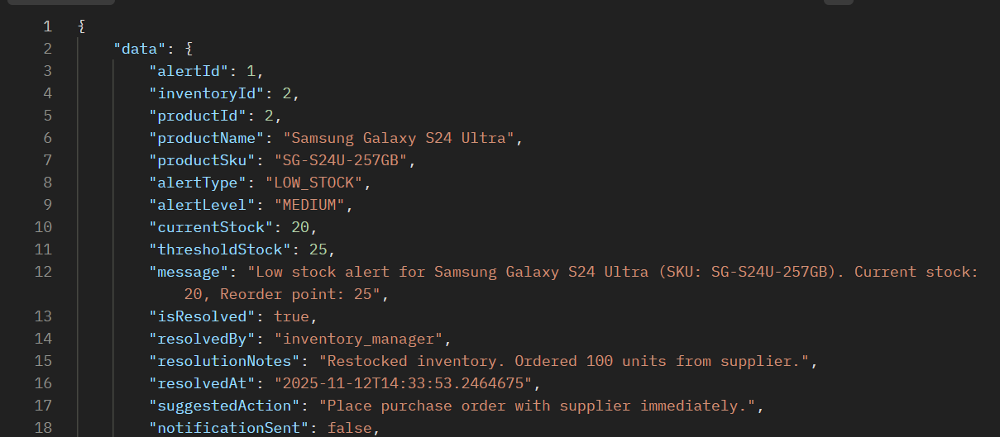 1 {
2 "data": {
3 "alertId": 1,
4 "inventoryId": 2,
5 "productId": 2,
6 "productName": "Samsung Galaxy S24 Ultra",
7 "productSku": "SG-S24U-257GB",
8 "alertType": "LOW_STOCK",
9 "alertLevel": "MEDIUM",
10 "currentStock": 20,
11 "thresholdStock": 25,
12 "message": "Low stock alert for Samsung Galaxy S24 Ultra (SKU: SG-S24U-257GB). Current stock:
20, Reorder point: 25",
13 "isResolved": true,
14 "resolvedBy": "inventory_manager",
15 "resolutionNotes": "Restocked inventory. Ordered 100 units from supplier.",
16 "resolvedAt": "2025-11-12T14:33:53.2464675",
17 "suggestedAction": "Place purchase order with supplier immediately.",
18 "notificationSent": false,